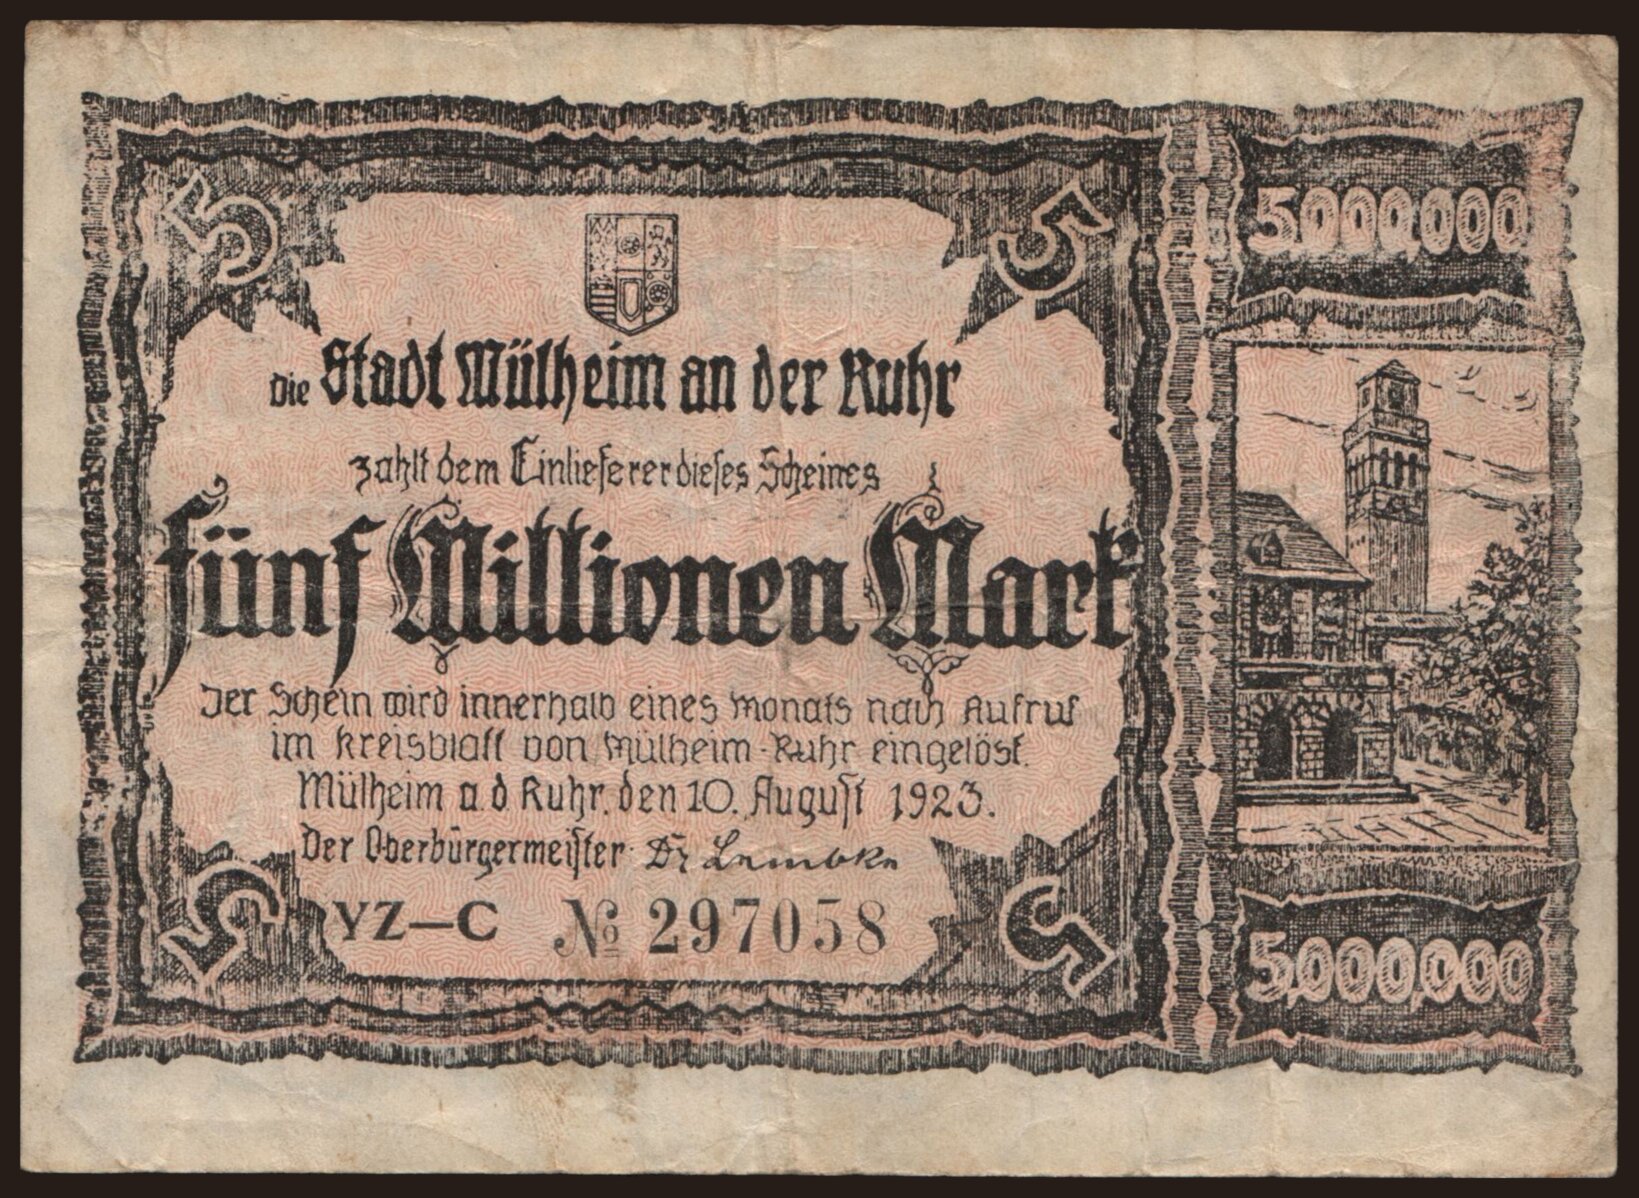 5
5
5,000,000
Die Stadt Mülheim an der Ruhr
zahlt dem Einlieferer dieses Scheines
fünf Millionen Mark
Der Schein wird innerhalb eines Monats nach Aufruf
im Kreisblatt von Mülheim-Ruhr eingelöst.
Mülheim a.d Ruhr, den 10. August 1923.
Der Oberbürgermeister: Dr Lembke
5
YZ—C № 297058
5
5,000,000